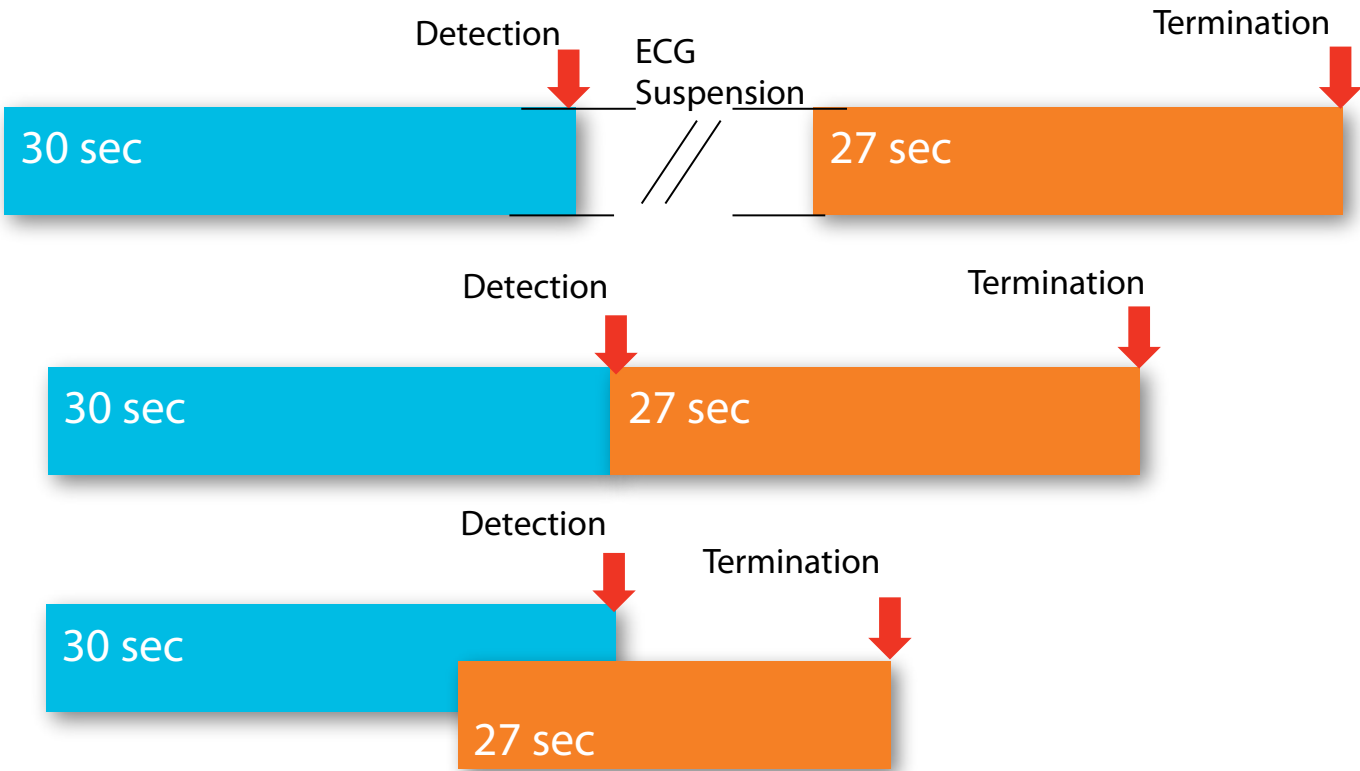 Detection
ECG
Suspension
Termination
30 sec
27 sec
Detection
Termination
30 sec
27 sec
Detection
Termination
30 sec
27 sec